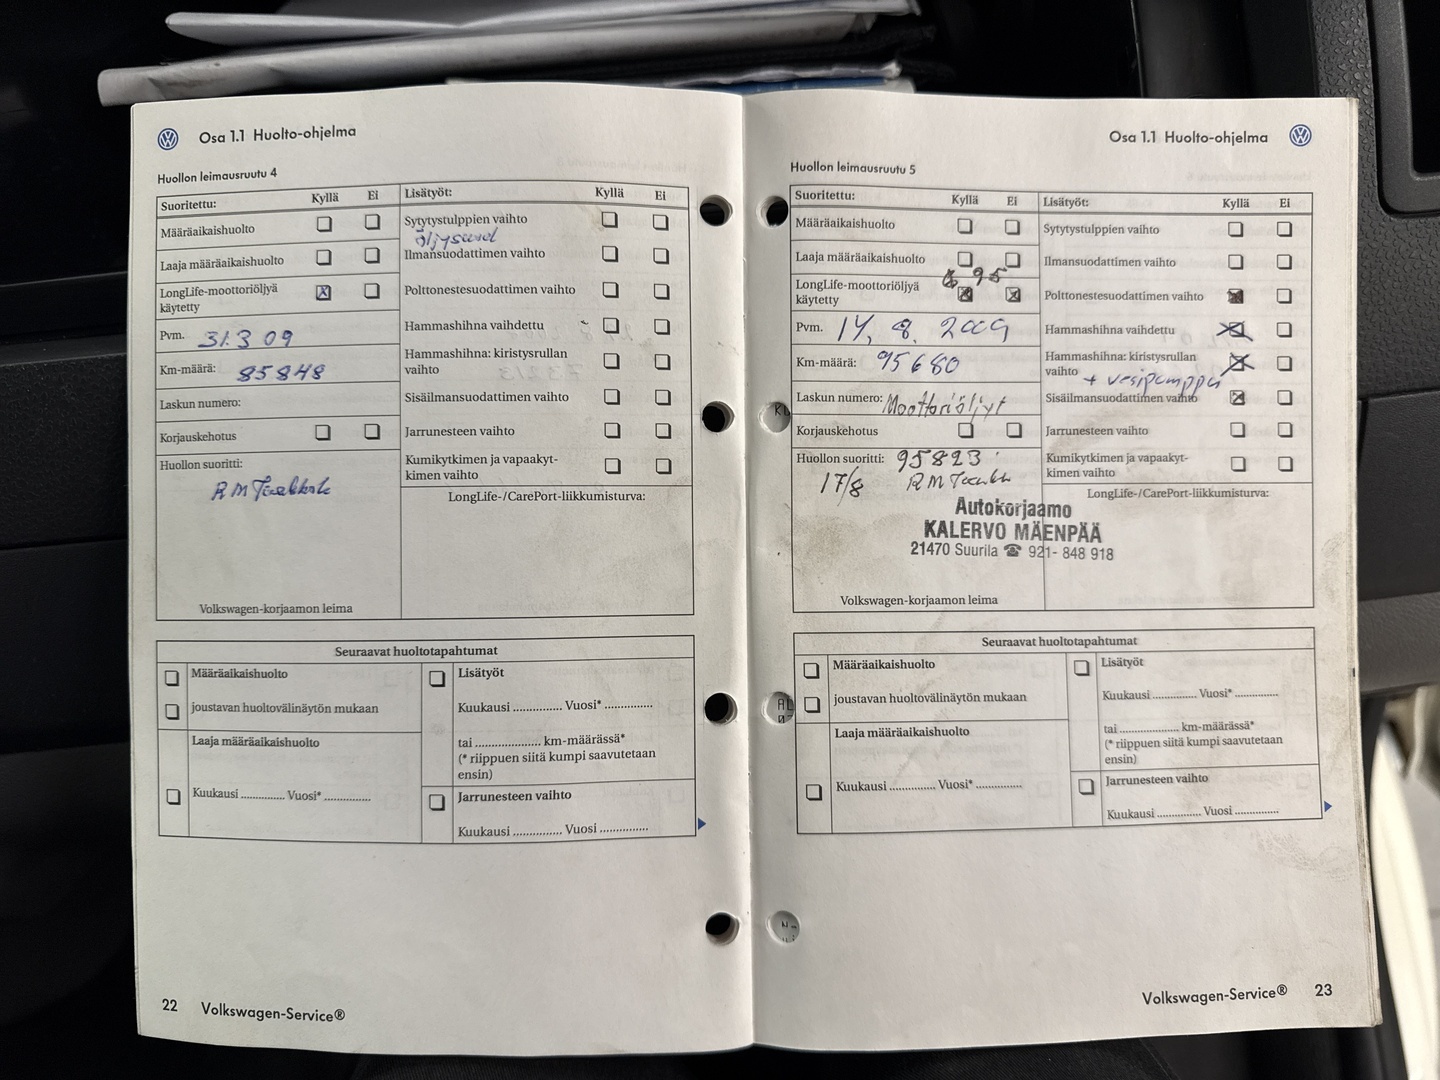 Osa 1.1 Huolto-ohjelma
Huollon leimausruutu 4
Suoritettu: Kyllä Ei
Määräaikaishuolto
Laaja määräaikaishuolto
LongLife-moottoriöljyä
käytetty
Pvm. 31.3 09
Km-määrä: 85848
Laskun numero:
Korjauskehotus
Huollon suoritti:
RM
Volkswagen-korjaamon leima
Lisätyöt: Kyllä Ei
Sytytystulppien vaihto
Ilmansuodattimen vaihto
Polttonestesuodattimen vaihto
Hammashihna vaihdettu
Hammashihna: kiristysrullan
vaihto
Sisäilmansuodattimen vaihto
Jarrunesteen vaihto
Kumikytkimen ja vapaakyt-
kimen vaihto
LongLife-/CarePort-liikkumisturva:
Seuraavat huoltotapahtumat
Määräaikaishuolto
joustavan huoltovälinäytön mukaan
Laaja määräaikaishuolto
Kuukausi .............. Vuosi* ...............
Lisätyöt
Kuukausi .............. Vuosi* ...............
tai .................... km-määrässä*
(* riippuen siitä kumpi saavutetaan
ensin)
Jarrunesteen vaihto
Kuukausi .............. Vuosi ...............
22 Volkswagen-Service®
Osa 1.1 Huolto-ohjelma
Huollon leimausruutu 5
Suoritettu: Kyllä Ei
Määräaikaishuolto
Laaja määräaikaishuolto
LongLife-moottoriöljyä
käytetty
Pvm. 14. 8. 2009
Km-määrä: 95680
Laskun numero: Moottoriöljyt
Korjauskehotus
Huollon suoritti: 95823
17/8 RM
Autokorjaamo
KALERVO MÄENPÄÄ
21470 Suurila ☎ 921- 848 918
Volkswagen-korjaamon leima
Lisätyöt: Kyllä Ei
Sytytystulppien vaihto
Ilmansuodattimen vaihto
Polttonestesuodattimen vaihto
Hammashihna vaihdettu
Hammashihna: kiristysrullan
vaihto
+ vesipumppu
Sisäilmansuodattimen vaihto
Jarrunesteen vaihto
Kumikytkimen ja vapaakyt-
kimen vaihto
LongLife-/CarePort-liikkumisturva:
Seuraavat huoltotapahtumat
Määräaikaishuolto
joustavan huoltovälinäytön mukaan
Laaja määräaikaishuolto
Kuukausi .............. Vuosi* ...............
Lisätyöt
Kuukausi .............. Vuosi* ...............
tai .................... km-määrässä*
(* riippuen siitä kumpi saavutetaan
ensin)
Jarrunesteen vaihto
Kuukausi .............. Vuosi ...............
Volkswagen-Service® 23